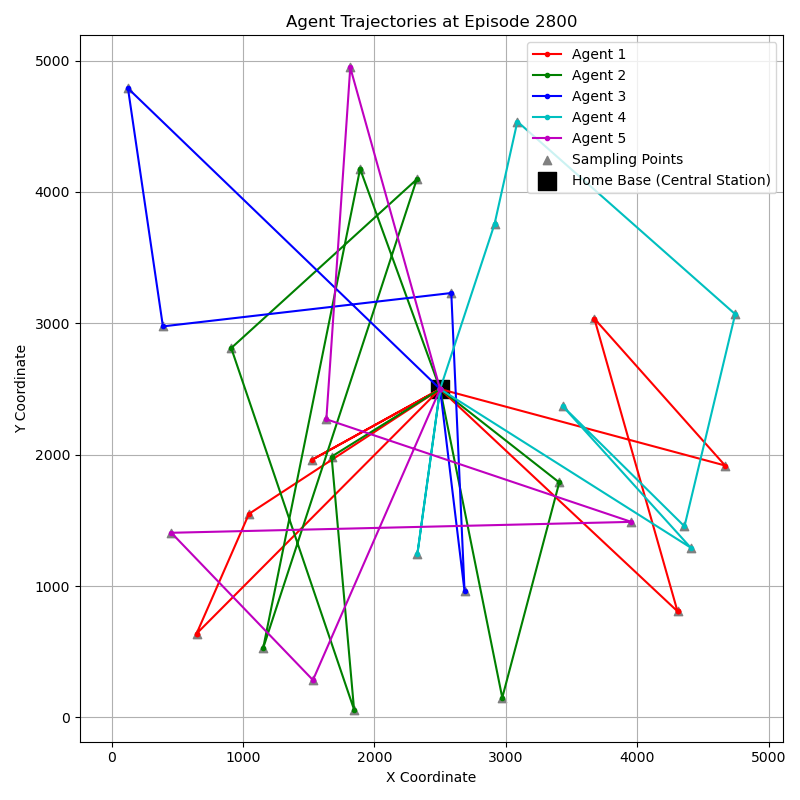 Agent Trajectories at Episode 2800
Agent 1
Agent 2
Agent 3
Agent 4
Agent 5
Sampling Points
Home Base (Central Station)
Y Coordinate
5000
4000
3000
2000
1000
0
0 1000 2000 3000 4000 5000
X Coordinate